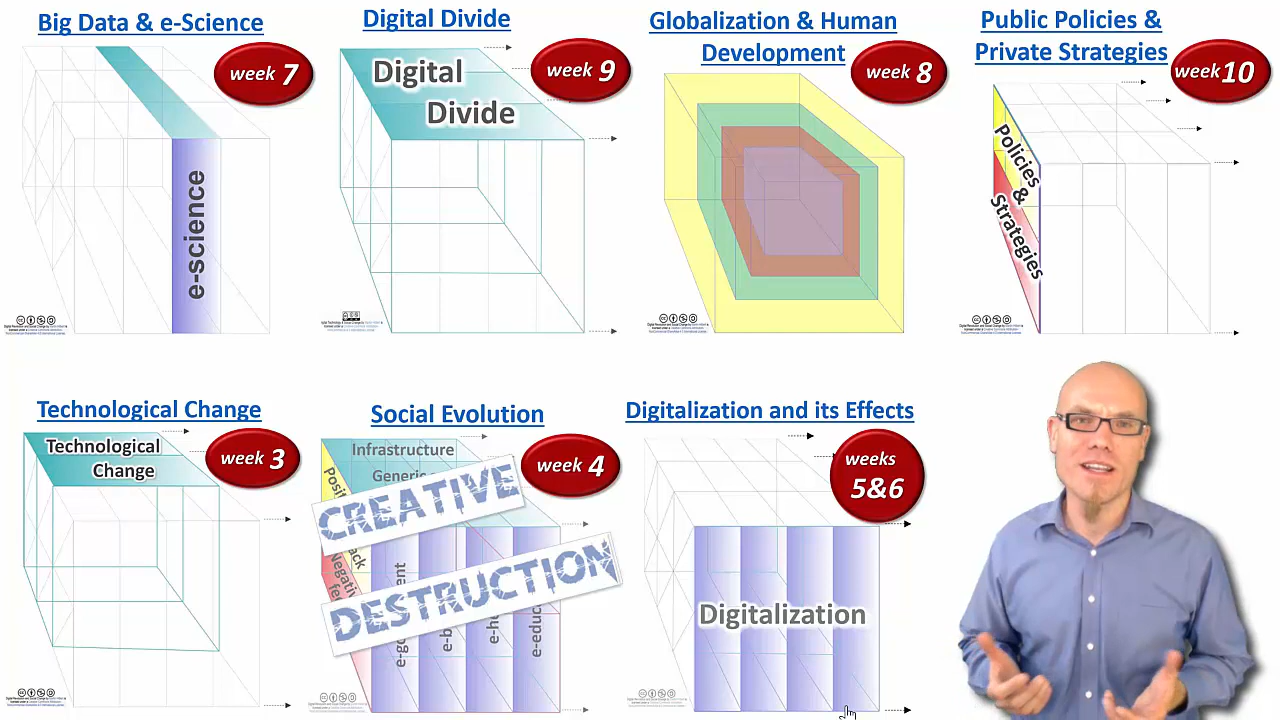 Big Data & e-Science
week 7
e-science
Digital Divide
week 9
Digital
Divide
Globalization & Human
Development
week 8
Public Policies &
Private Strategies
week 10
Policies
&
Strategies
Technological Change
week 3
Technological
Change
Social Evolution
week 4
Infrastructure
Generic
CREATIVE
DESTRUCTION
Digitalization and its Effects
weeks
5&6
Digitalization